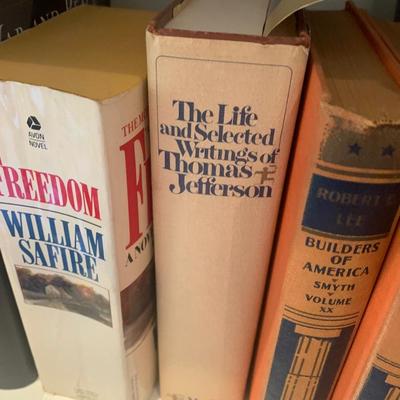 AVON
NOVEL
FREEDOM
WILLIAM
SAFIRE
The Life
and Selected
Writings of
Thomas
Jefferson
ROBERT E.
LEE
BUILDERS
OF
AMERICA
SMYTH
VOLUME
XX